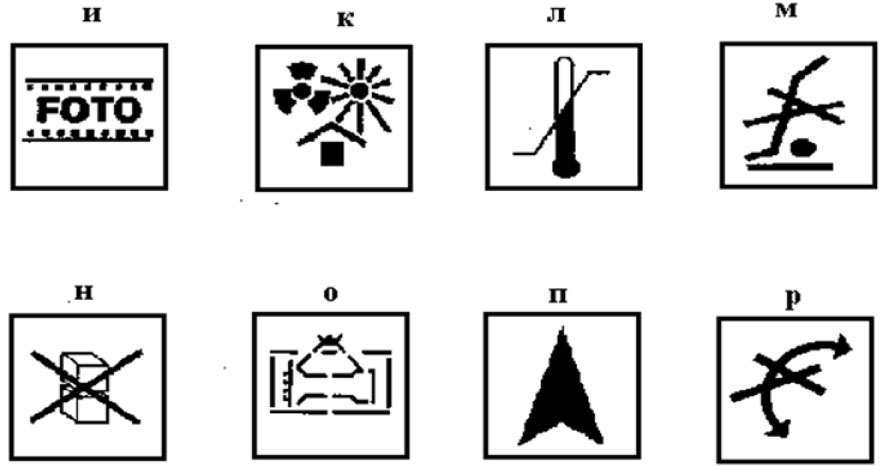 и к л м
FOTO
н о п р